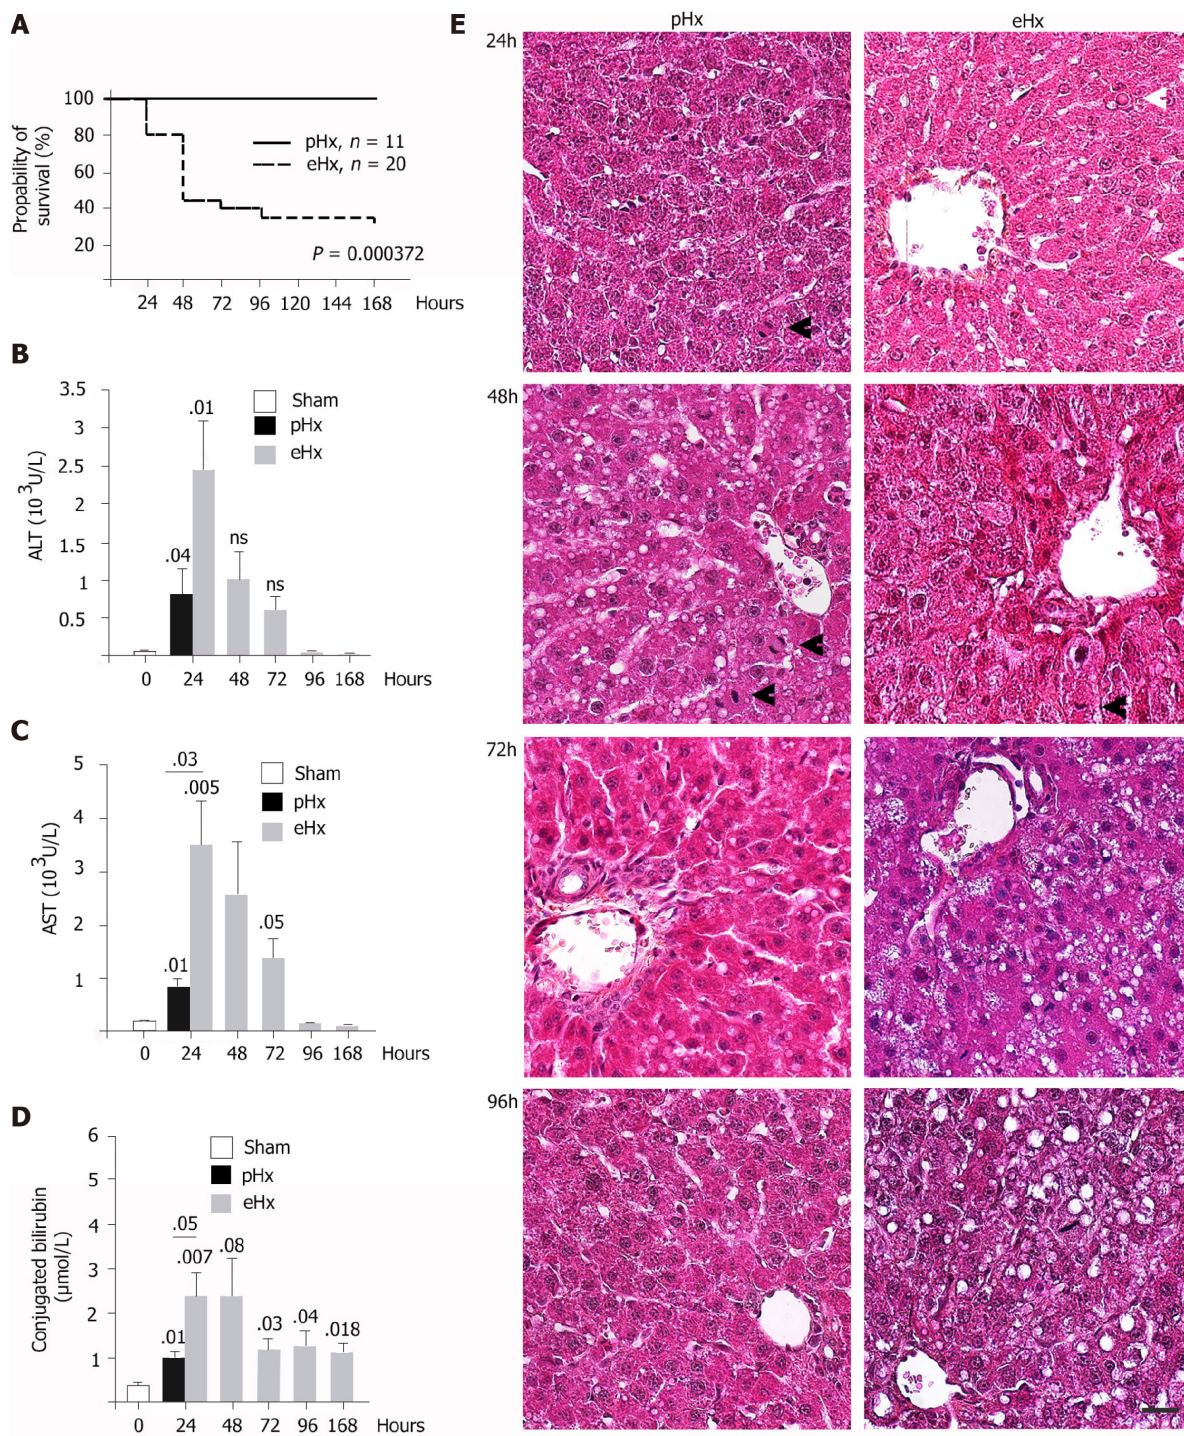 A
Propability of
survival (%)
100
80
60
40
20
pHx, n = 11
eHx, n = 20
P = 0.000372
24 48 72 96 120 144 168 Hours
B
ALT (10 3U/L)
3.5
3
2.5
2
1.5
1
0.5
Sham
pHx
eHx
.04
.01
ns
ns
0 24 48 72 96 168 Hours
C
AST (10 3U/L)
5
4
3
2
1
Sham
pHx
eHx
.03
.005
.01
.05
0 24 48 72 96 168 Hours
D
Conjugated bilirubin
(µmol/L)
6
5
4
3
2
1
Sham
pHx
eHx
.05
.007
.08
.01
.03
.04
.018
0 24 48 72 96 168 Hours
E
pHx eHx
24h
48h
72h
96h